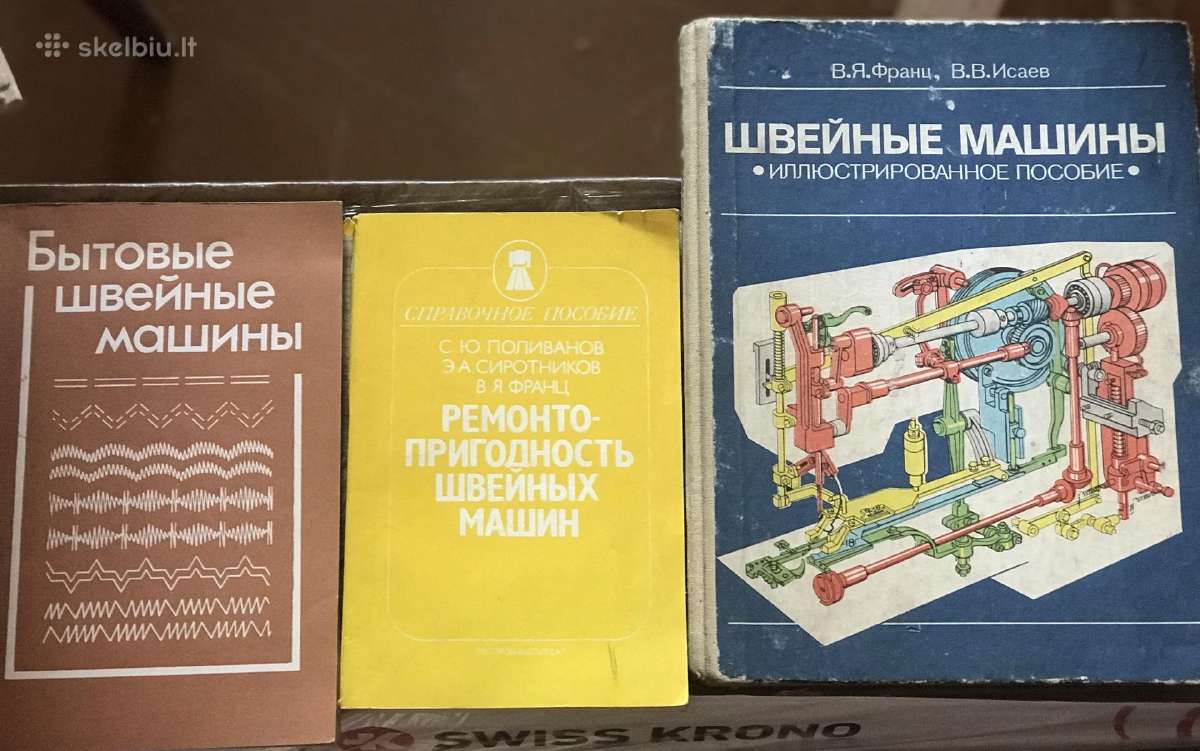 skelbiu.lt
Бытовые
швейные
машины
СПРАВОЧНОЕ ПОСОБИЕ
С Ю ПОЛИВАНОВ
Э А СИРОТНИКОВ
В Я ФРАНЦ
РЕМОНТО-
ПРИГОДНОСТЬ
ШВЕЙНЫХ
МАШИН
В.Я.Франц, В.В.Исаев
ШВЕЙНЫЕ МАШИНЫ
• ИЛЛЮСТРИРОВАННОЕ ПОСОБИЕ •
SWISS KRONO